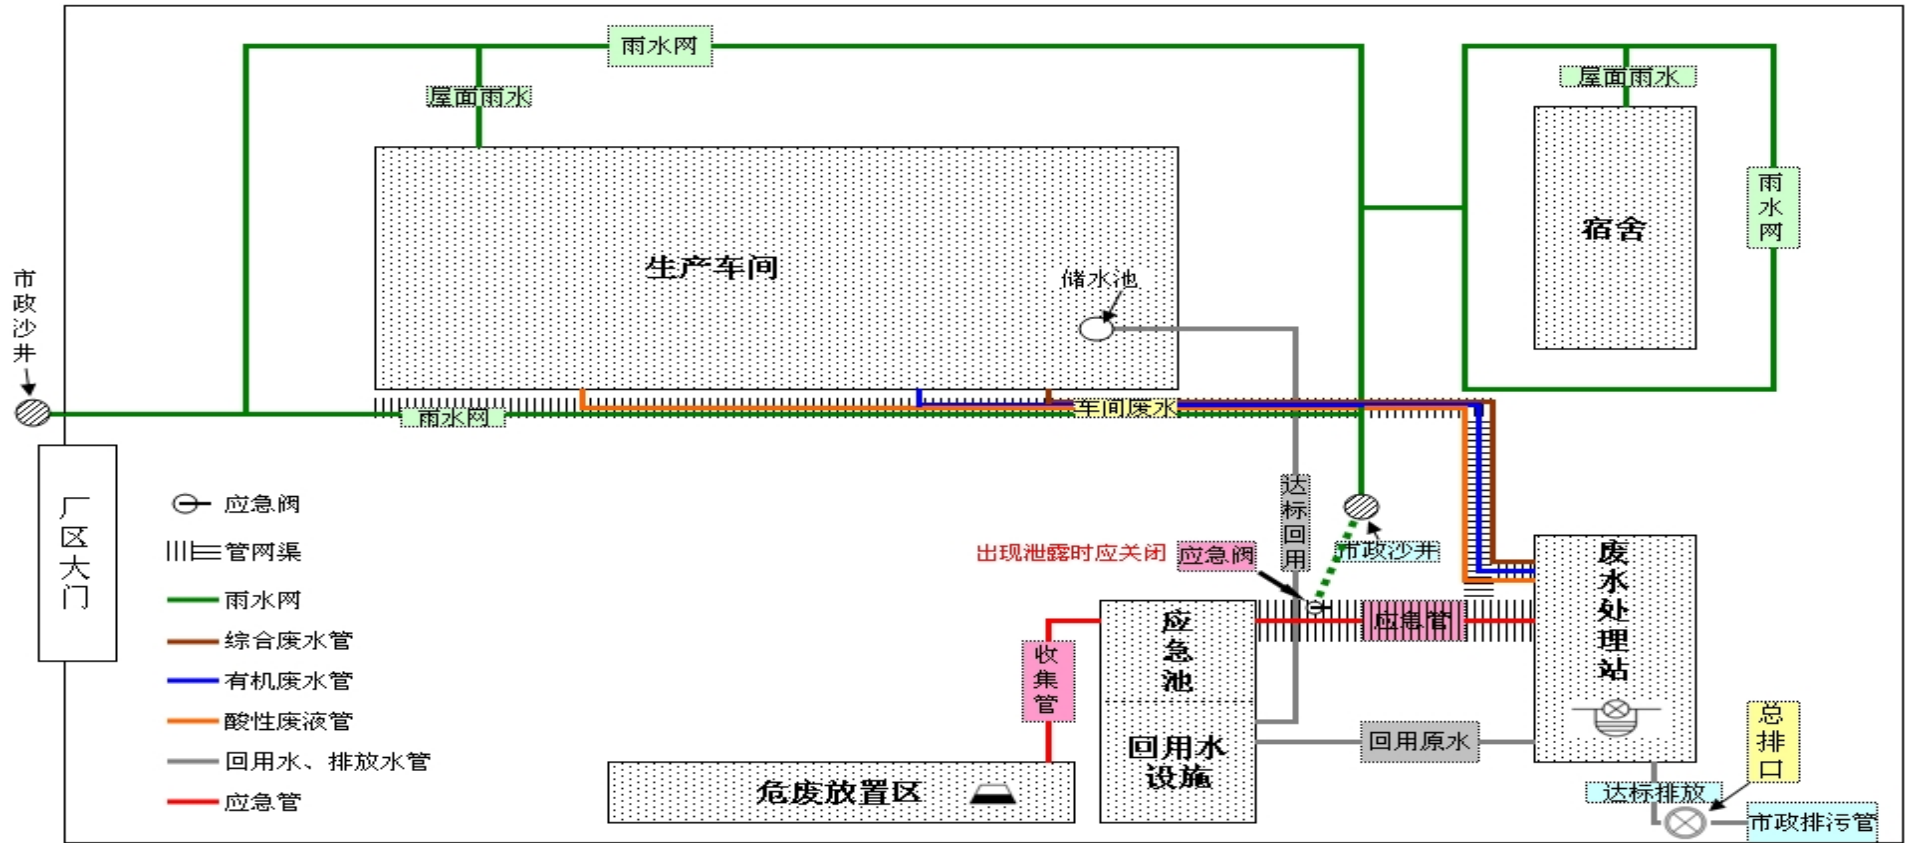 雨水网
屋面雨水
屋面雨水
雨水网
宿舍
生产车间
储水池
市政沙井
雨水网
车间废水
厂区大门
应急阀
管网渠
雨水网
综合废水管
有机废水管
酸性废液管
回用水、排放水管
应急管
达标回用
出现泄露时应关闭
应急阀
市政沙井
应急管
废水处理站
应急池
收集管
回用水
设施
回用原水
危废放置区
总排口
达标排放
市政排污管